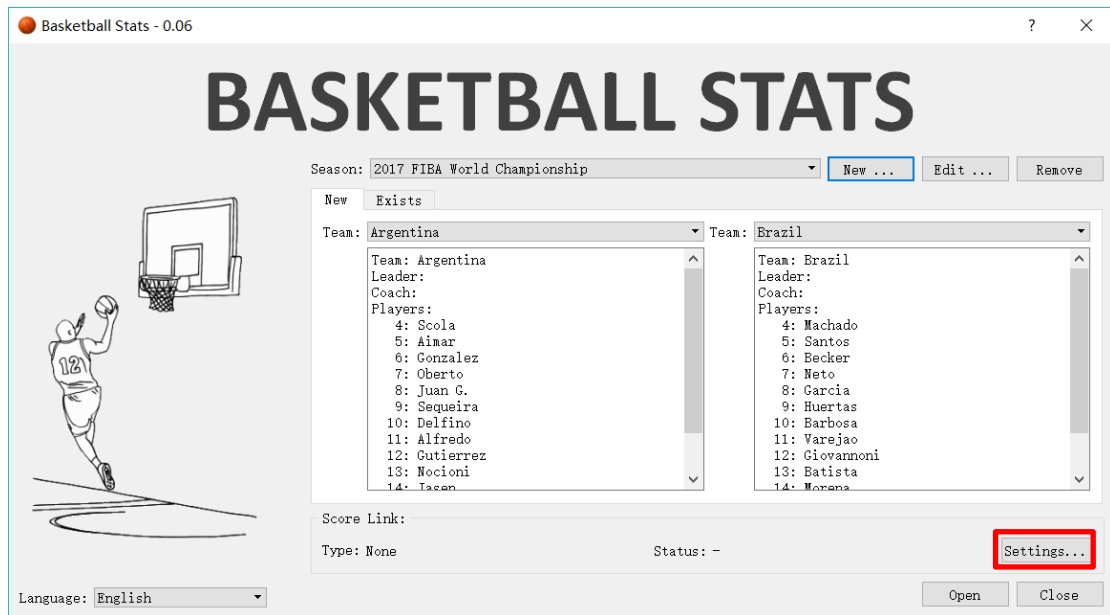 Basketball Stats - 0.06
BASKETBALL STATS
Season: 2017 FIBA World Championship New ... Edit ... Remove
New Exists
Team: Argentina Team: Brazil
Team: Argentina
Leader:
Coach:
Players:
4: Scola
5: Aimar
6: Gonzalez
7: Oberto
8: Juan G.
9: Sequeira
10: Delfino
11: Alfredo
12: Gutierrez
13: Nocioni
14: Jasen
Team: Brazil
Leader:
Coach:
Players:
4: Machado
5: Santos
6: Becker
7: Neto
8: Garcia
9: Huertas
10: Barbosa
11: Varejao
12: Giovannoni
13: Batista
14: Morena
12
Score Link:
Type: None Status: - Settings...
Language: English Open Close